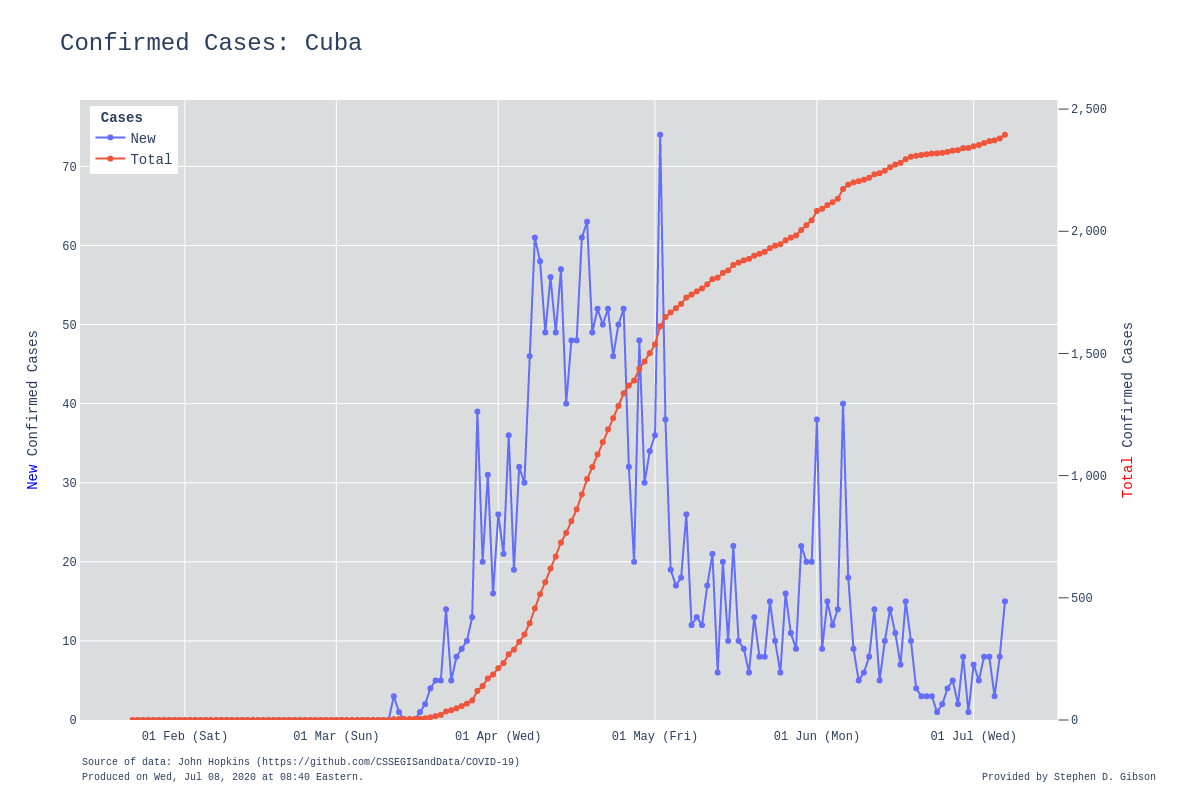 Confirmed Cases: Cuba
Cases
New
Total
70
60
50
40
30
20
10
0
New Confirmed Cases
2,500
2,000
1,500
1,000
500
0
Total Confirmed Cases
01 Feb (Sat)
01 Mar (Sun)
01 Apr (Wed)
01 May (Fri)
01 Jun (Mon)
01 Jul (Wed)
Source of data: John Hopkins (https://github.com/CSSEGISandData/COVID-19)
Produced on Wed, Jul 08, 2020 at 08:40 Eastern.
Provided by Stephen D. Gibson